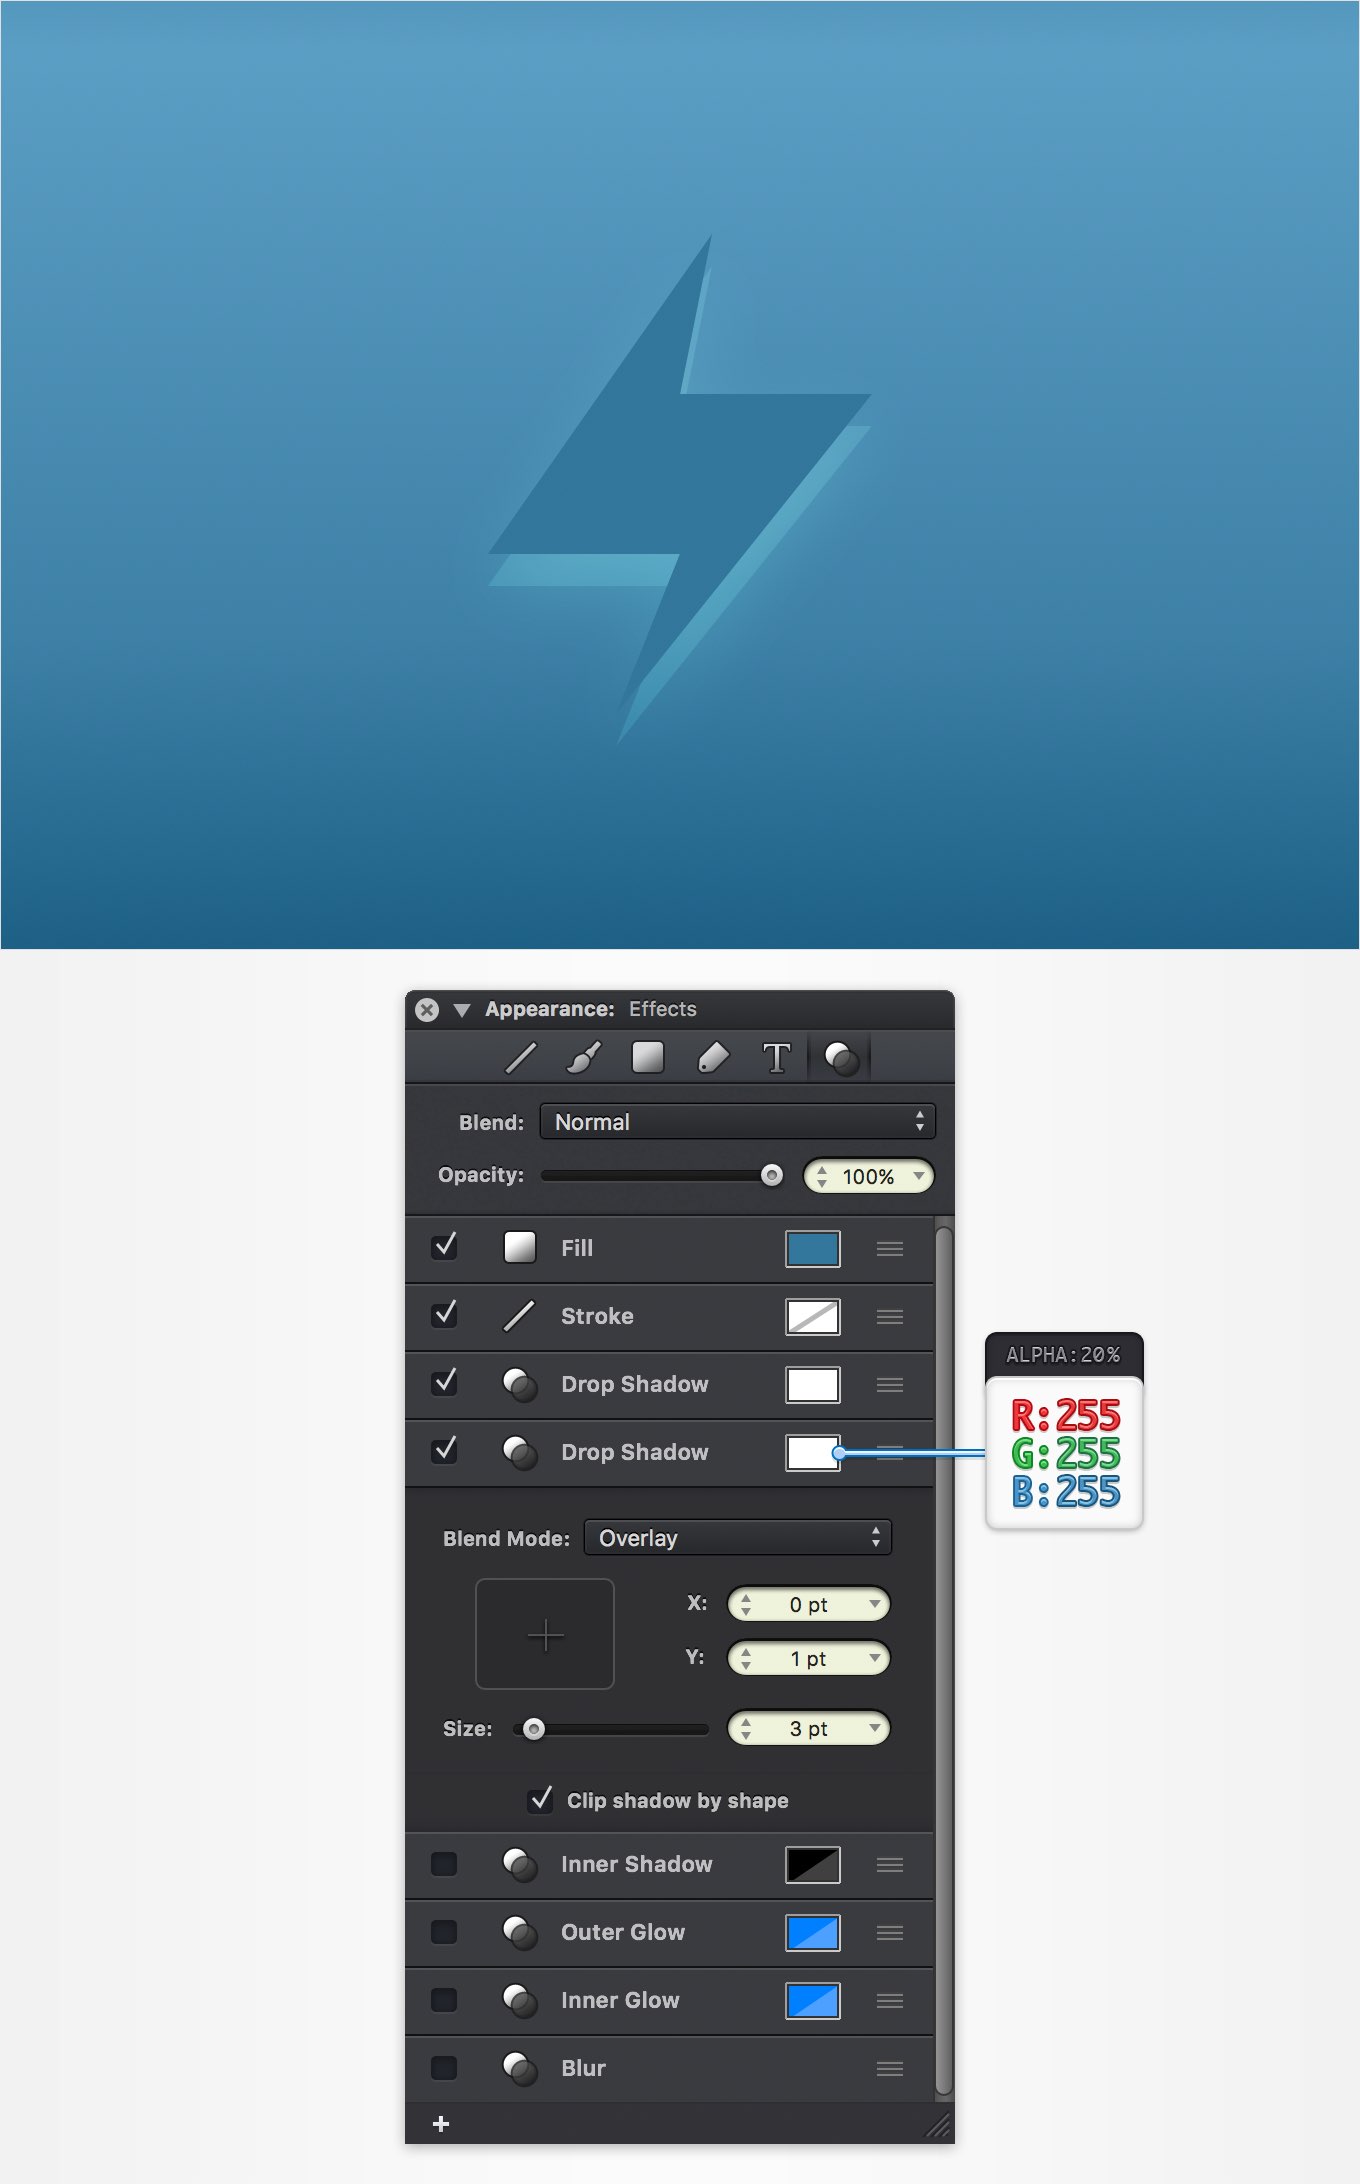 Appearance: Effects
T
Blend: Normal
Opacity: 100%
Fill
Stroke
Drop Shadow
Drop Shadow
ALPHA:20%
R:255
G:255
B:255
Blend Mode: Overlay
X: 0 pt
Y: 1 pt
Size: 3 pt
Clip shadow by shape
Inner Shadow
Outer Glow
Inner Glow
Blur